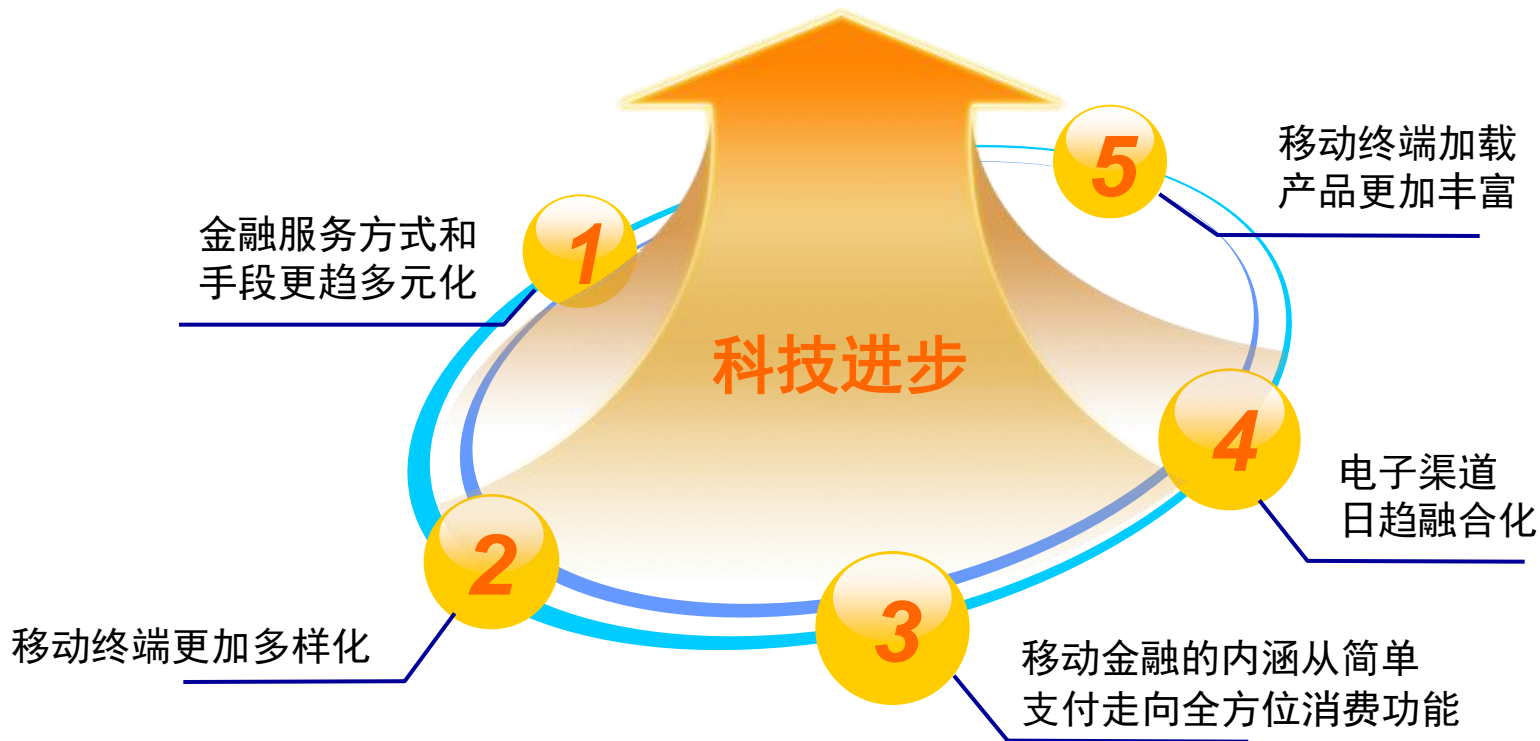 1
金融服务方式和
手段更趋多元化
2
移动终端更加多样化
3
移动金融的内涵从简单
支付走向全方位消费功能
4
电子渠道
日趋融合化
5
移动终端加载
产品更加丰富
科技进步